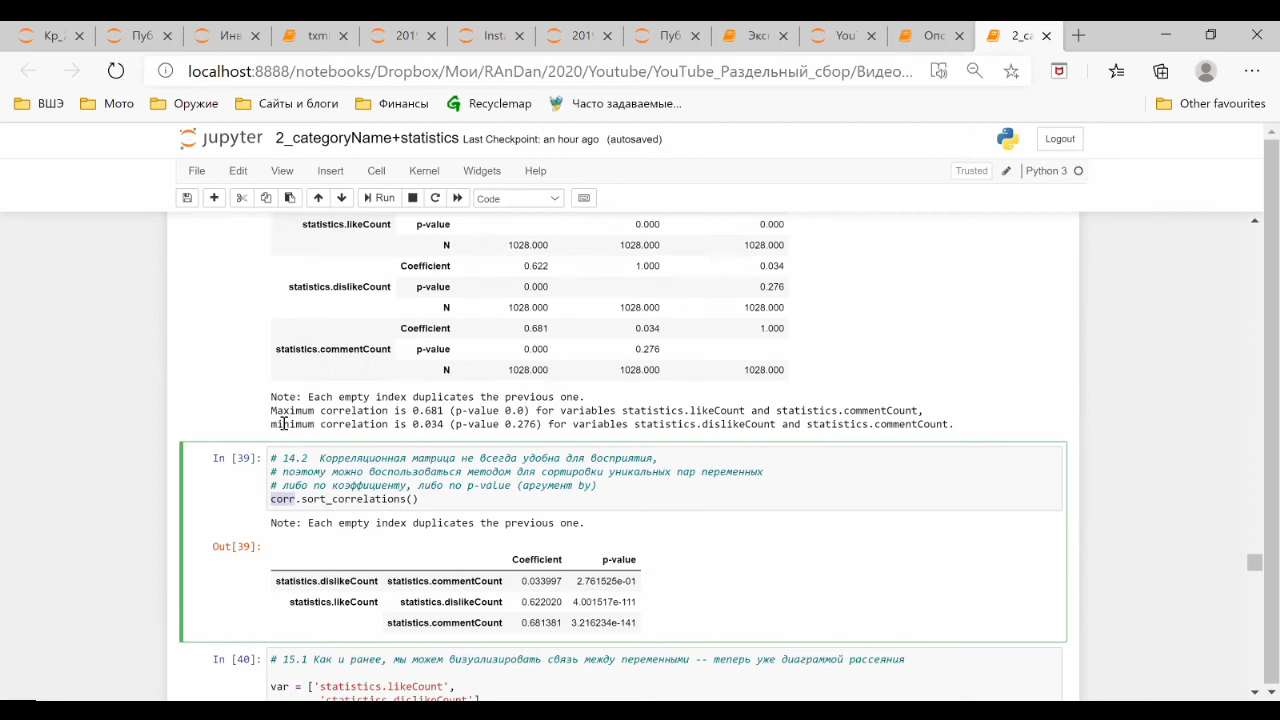 Kp_
Пуб
Инв
txml
201
Inst
201
Пуб
Экс
You
Опс
2_ca
localhost:8888/notebooks/Dropbox/Мои/RAnDan/2020/Youtube/YouTube_Раздельный_сбор/Видео...
ВШЭ Мото Оружие Сайты и блоги Финансы Recyclemap Часто задаваемые... Other favourites
jupyter 2_categoryName+statistics Last Checkpoint: an hour ago (autosaved) Logout
File Edit View Insert Cell Kernel Widgets Help Trusted Python 3
Run Code
statistics.likeCount p-value 0.000 0.000
N 1028.000 1028.000 1028.000
Coefficient 0.622 1.000 0.034
statistics.dislikeCount p-value 0.000 0.276
N 1028.000 1028.000 1028.000
Coefficient 0.681 0.034 1.000
statistics.commentCount p-value 0.000 0.276
N 1028.000 1028.000 1028.000
Note: Each empty index duplicates the previous one.
Maximum correlation is 0.681 (p-value 0.0) for variables statistics.likeCount and statistics.commentCount,
minimum correlation is 0.034 (p-value 0.276) for variables statistics.dislikeCount and statistics.commentCount.
In [39]: # 14.2 Корреляционная матрица не всегда удобна для восприятия,
# поэтому можно воспользоваться методом для сортировки уникальных пар переменных
# либо по коэффициенту, либо по p-value (аргумент by)
corr.sort_correlations()
Note: Each empty index duplicates the previous one.
Out[39]:
Coefficient p-value
statistics.dislikeCount statistics.commentCount 0.033997 2.761525e-01
statistics.likeCount statistics.dislikeCount 0.622020 4.001517e-111
statistics.commentCount 0.681381 3.216234e-141
In [40]: # 15.1 Как и ранее, мы можем визуализировать связь между переменными -- теперь уже диаграммой рассеяния
var = ['statistics.likeCount',
'statistics.dislikeCount']